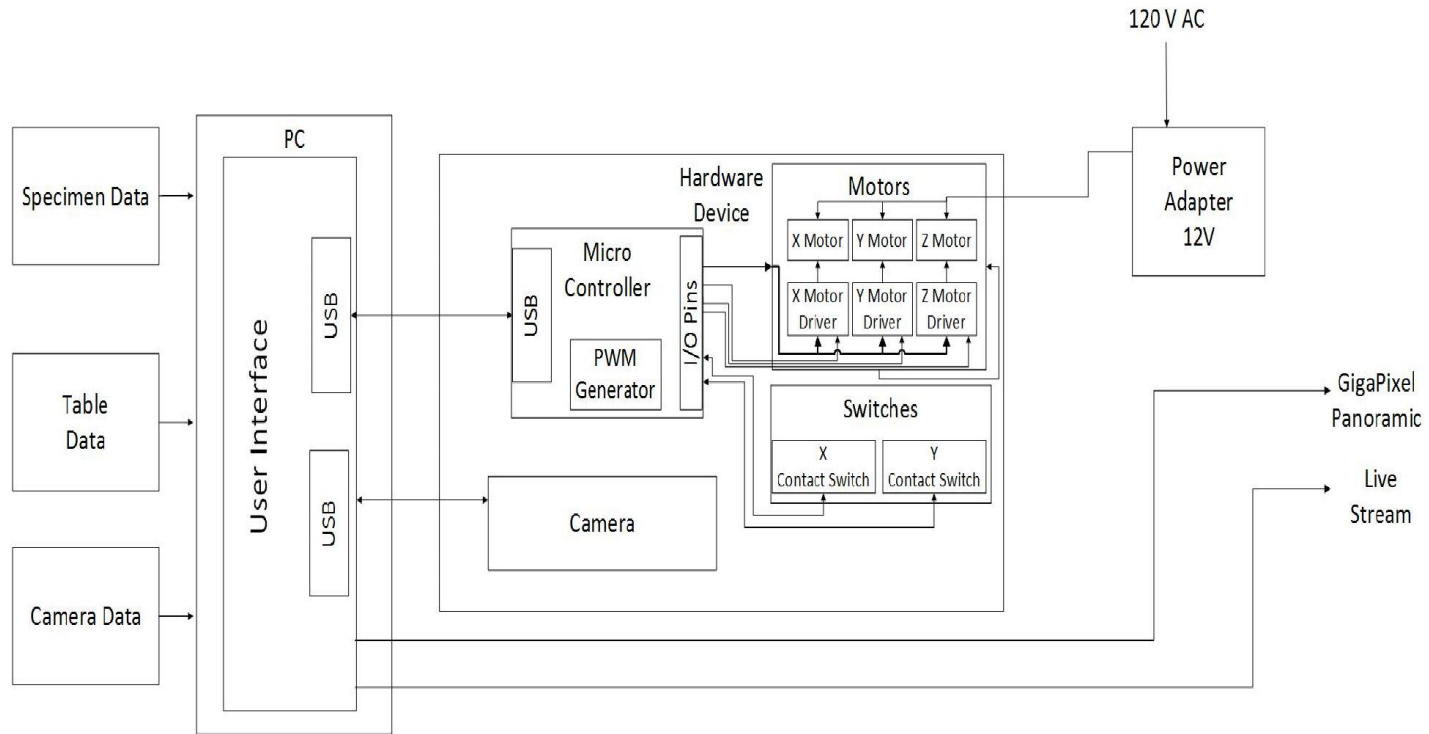 120 V AC
PC
Specimen Data
Table
Data
Camera Data
User Interface
USB
USB
Hardware
Device
Micro
Controller
USB
PWM
Generator
I/O Pins
Motors
X Motor
Y Motor
Z Motor
X Motor
Driver
Y Motor
Driver
Z Motor
Driver
Switches
X
Contact Switch
Y
Contact Switch
Camera
Power
Adapter
12V
GigaPixel
Panoramic
Live
Stream